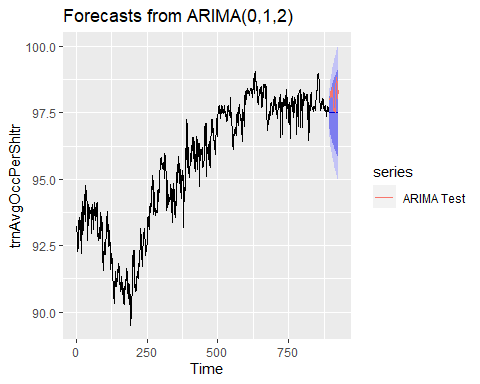 Forecasts from ARIMA(0,1,2)
100.0
97.5
95.0
92.5
90.0
trnAvgOccPerShltr
0
250
500
750
Time
series
ARIMA Test